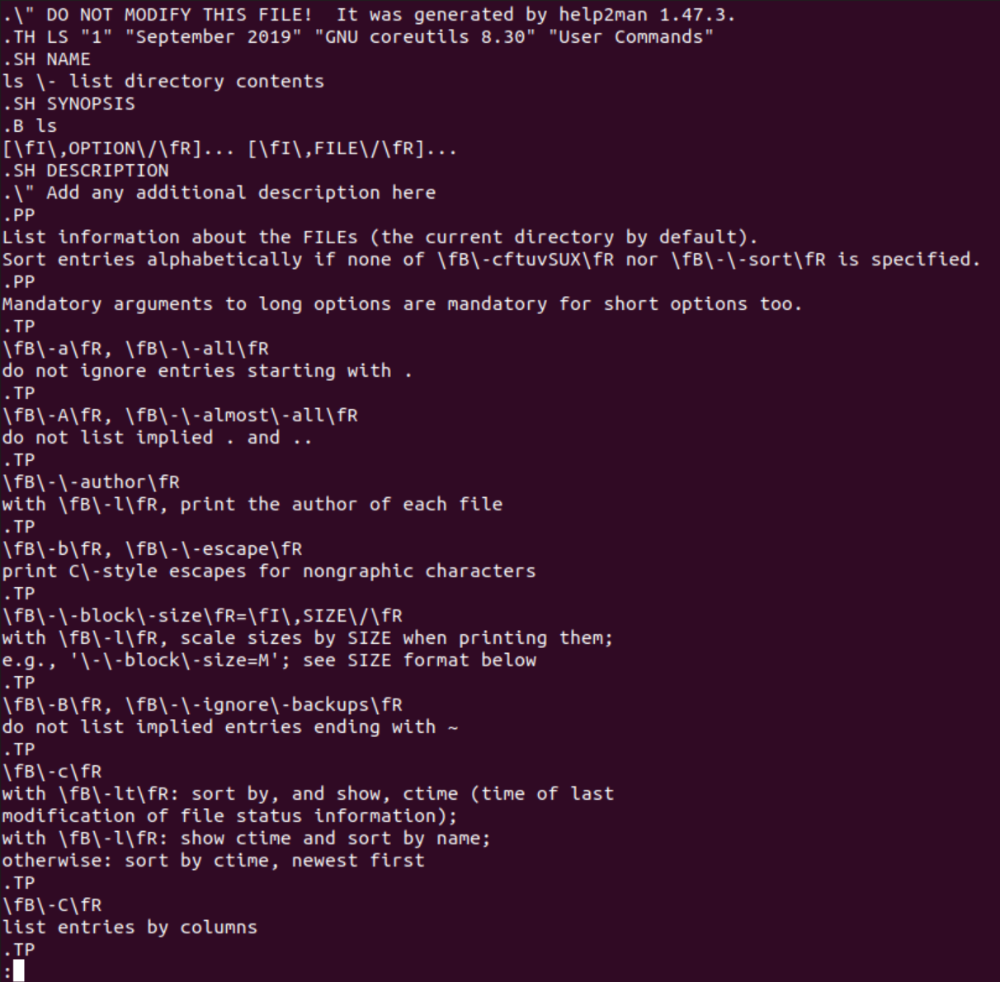 .\" DO NOT MODIFY THIS FILE!  It was generated by help2man 1.47.3.
.TH LS "1" "September 2019" "GNU coreutils 8.30" "User Commands"
.SH NAME
ls \- list directory contents
.SH SYNOPSIS
.B ls
[\fI\,OPTION\/\fR]... [\fI\,FILE\/\fR]...
.SH DESCRIPTION
.\" Add any additional description here
.PP
List information about the FILEs (the current directory by default).
Sort entries alphabetically if none of \fB\-cftuvSUX\fR nor \fB\-\-sort\fR is specified.
.PP
Mandatory arguments to long options are mandatory for short options too.
.TP
\fB\-a\fR, \fB\-\-all\fR
do not ignore entries starting with .
.TP
\fB\-A\fR, \fB\-\-almost\-all\fR
do not list implied . and ..
.TP
\fB\-\-author\fR
with \fB\-l\fR, print the author of each file
.TP
\fB\-b\fR, \fB\-\-escape\fR
print C\-style escapes for nongraphic characters
.TP
\fB\-\-block\-size\fR=\fI\,SIZE\/\fR
with \fB\-l\fR, scale sizes by SIZE when printing them;
e.g., '\-\-block\-size=M'; see SIZE format below
.TP
\fB\-B\fR, \fB\-\-ignore\-backups\fR
do not list implied entries ending with ~
.TP
\fB\-c\fR
with \fB\-lt\fR: sort by, and show, ctime (time of last
modification of file status information);
with \fB\-l\fR: show ctime and sort by name;
otherwise: sort by ctime, newest first
.TP
\fB\-C\fR
list entries by columns
.TP
: